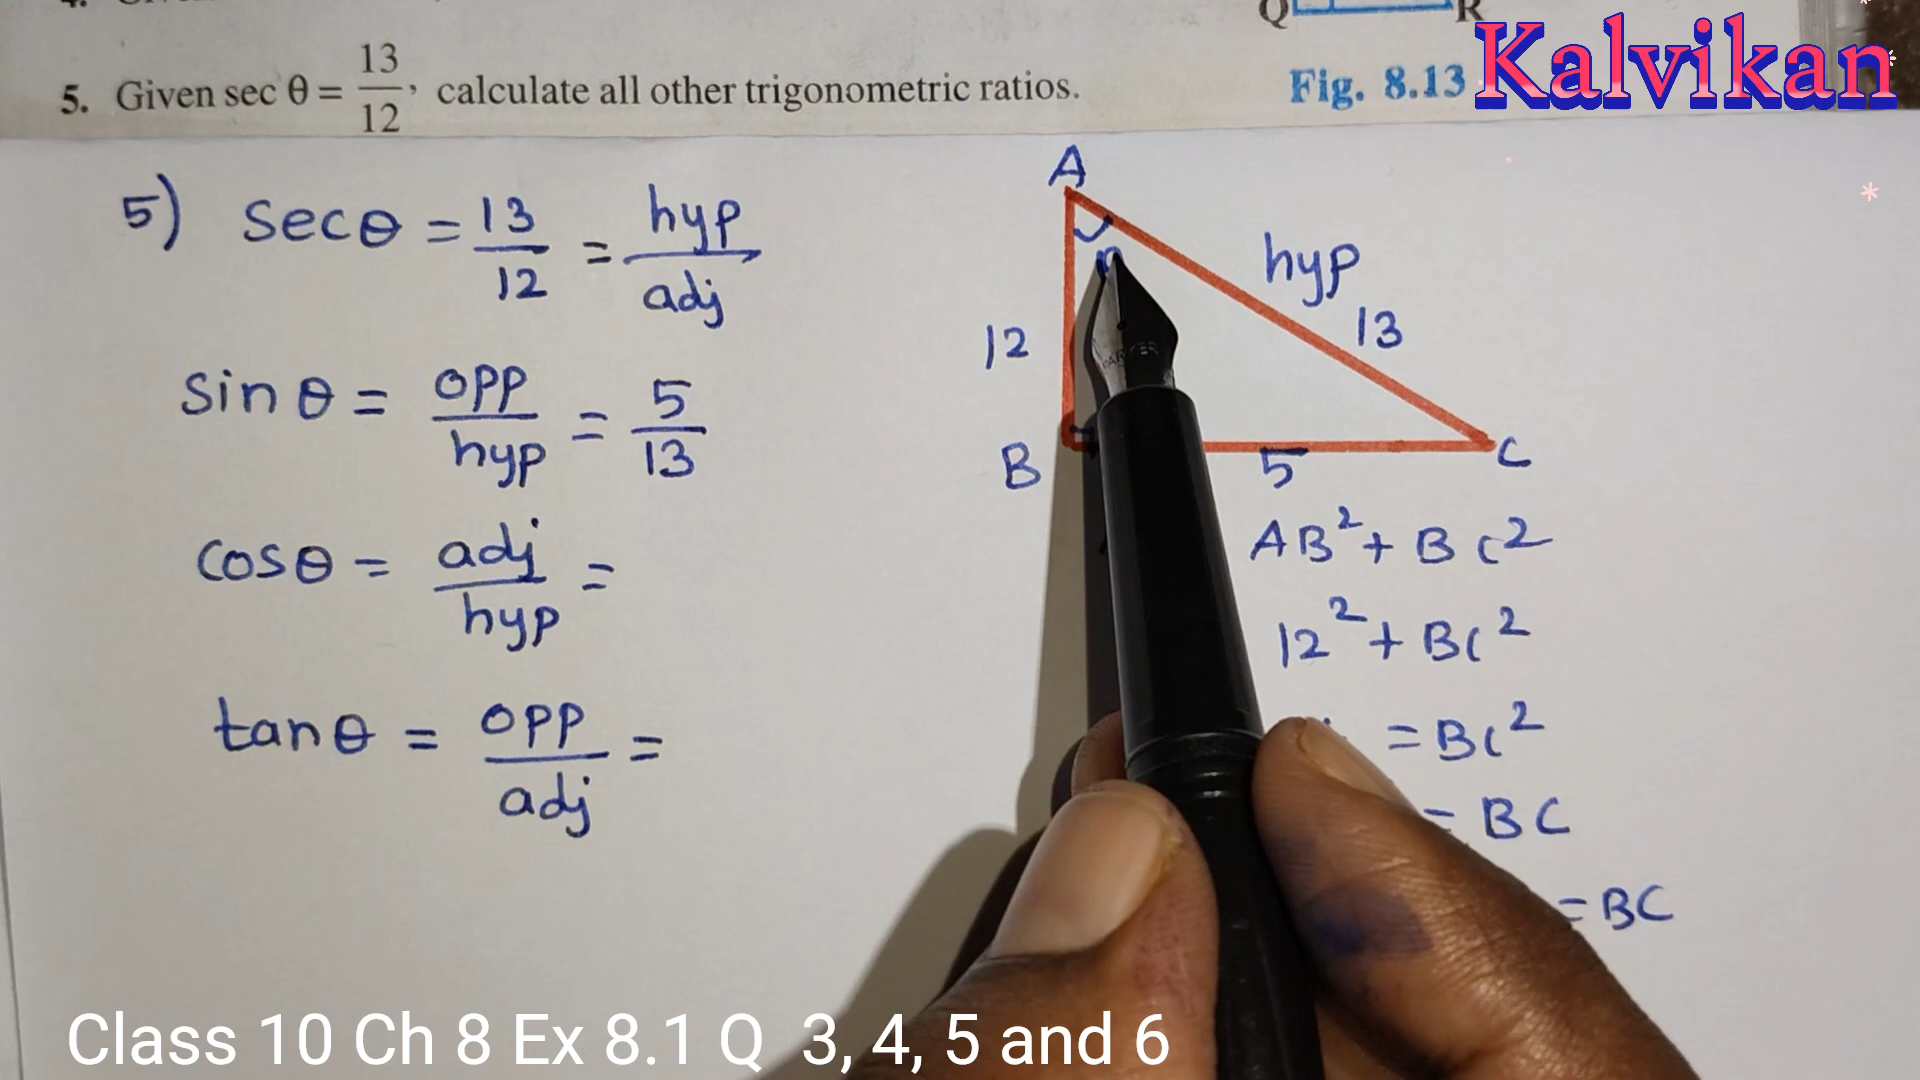 Q R
Kalvikan
5. Given sec θ = 13/12, calculate all other trigonometric ratios.
Fig. 8.13
5) secθ = 13/12 = hyp/adj
A
hyp
13
12
B
5
C
sinθ = opp/hyp = 5/13
cosθ = adj/hyp =
tanθ = opp/adj =
AB² + BC²
12² + BC²
= BC²
= BC
= BC
Class 10 Ch 8 Ex 8.1 Q 3, 4, 5 and 6